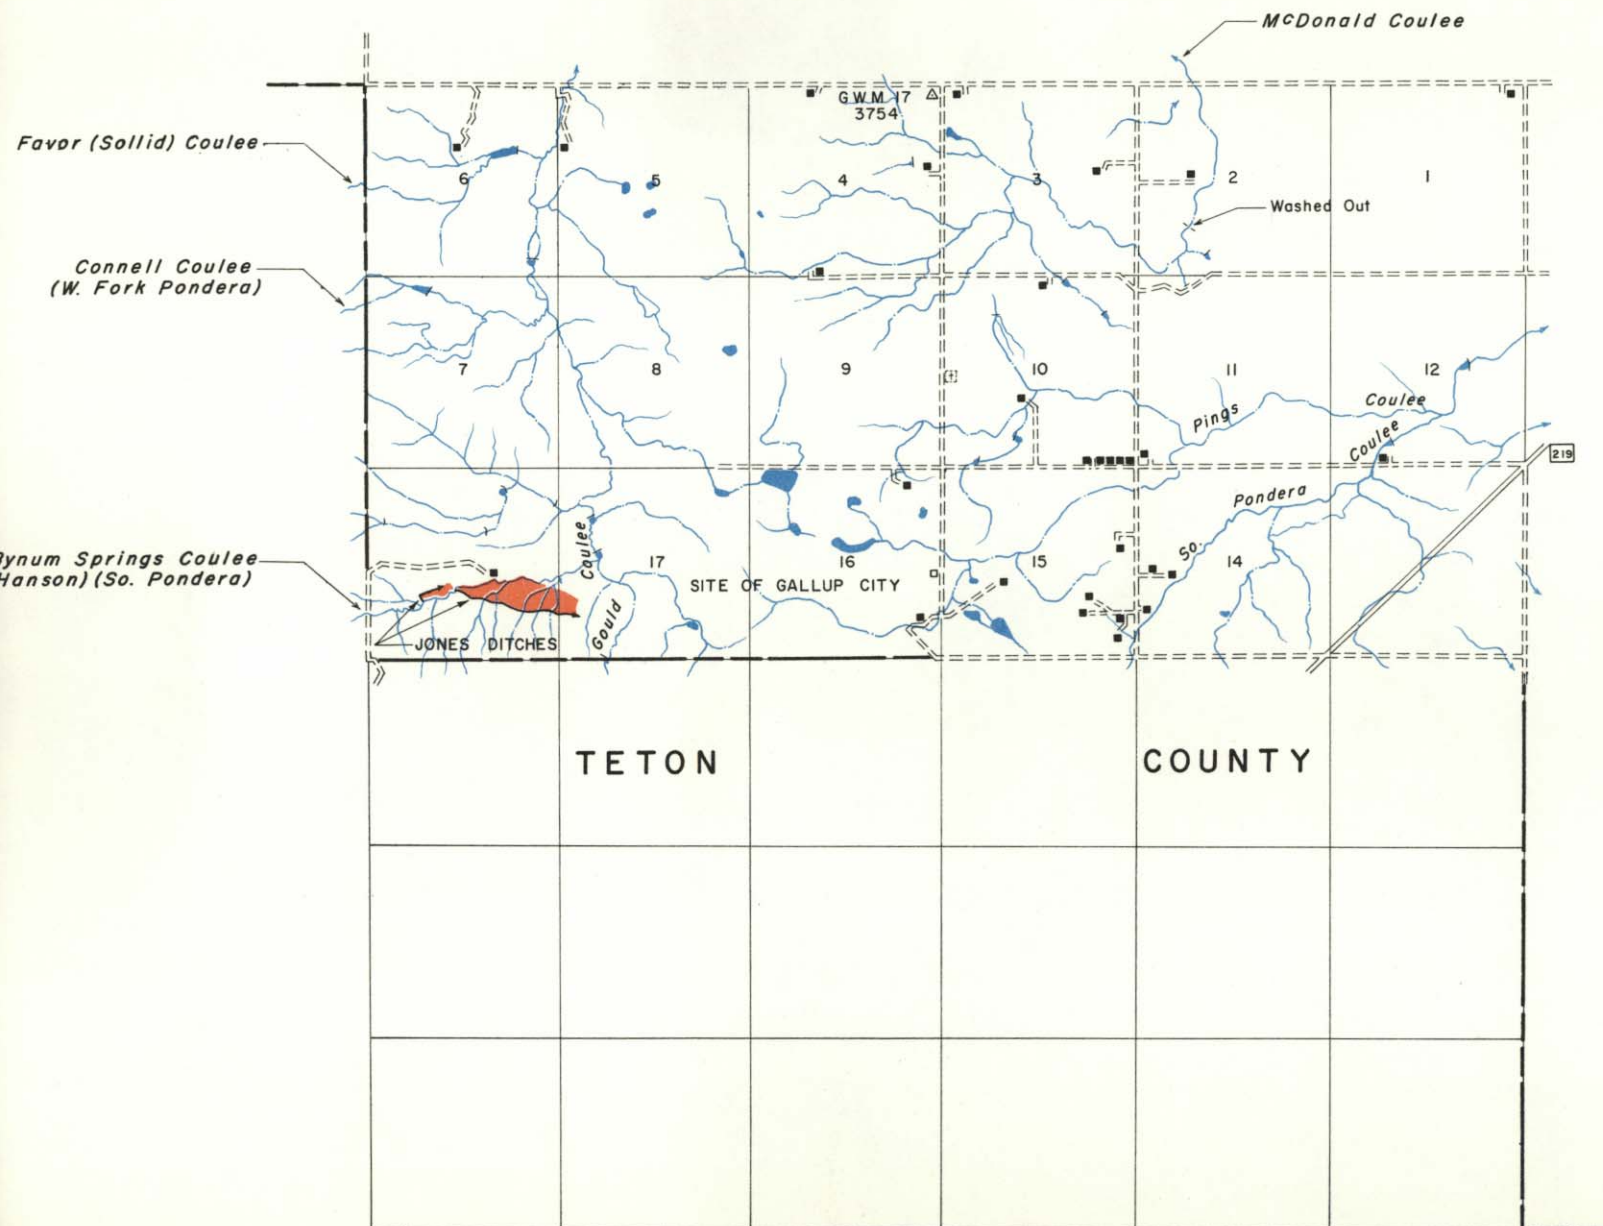 McDonald Coulee
GWM 17
3754
Favor (Sollid) Coulee
6
5
4
3
2
1
Washed Out
Connell Coulee
(W. Fork Pondera)
7
8
9
10
11
12
Pings
Coulee
Coulee
219
Pondera
So.
Coulee
Bynum Springs Coulee
(Hanson) (So. Pondera)
17
16
15
14
SITE OF GALLUP CITY
Gould
JONES DITCHES
TETON COUNTY